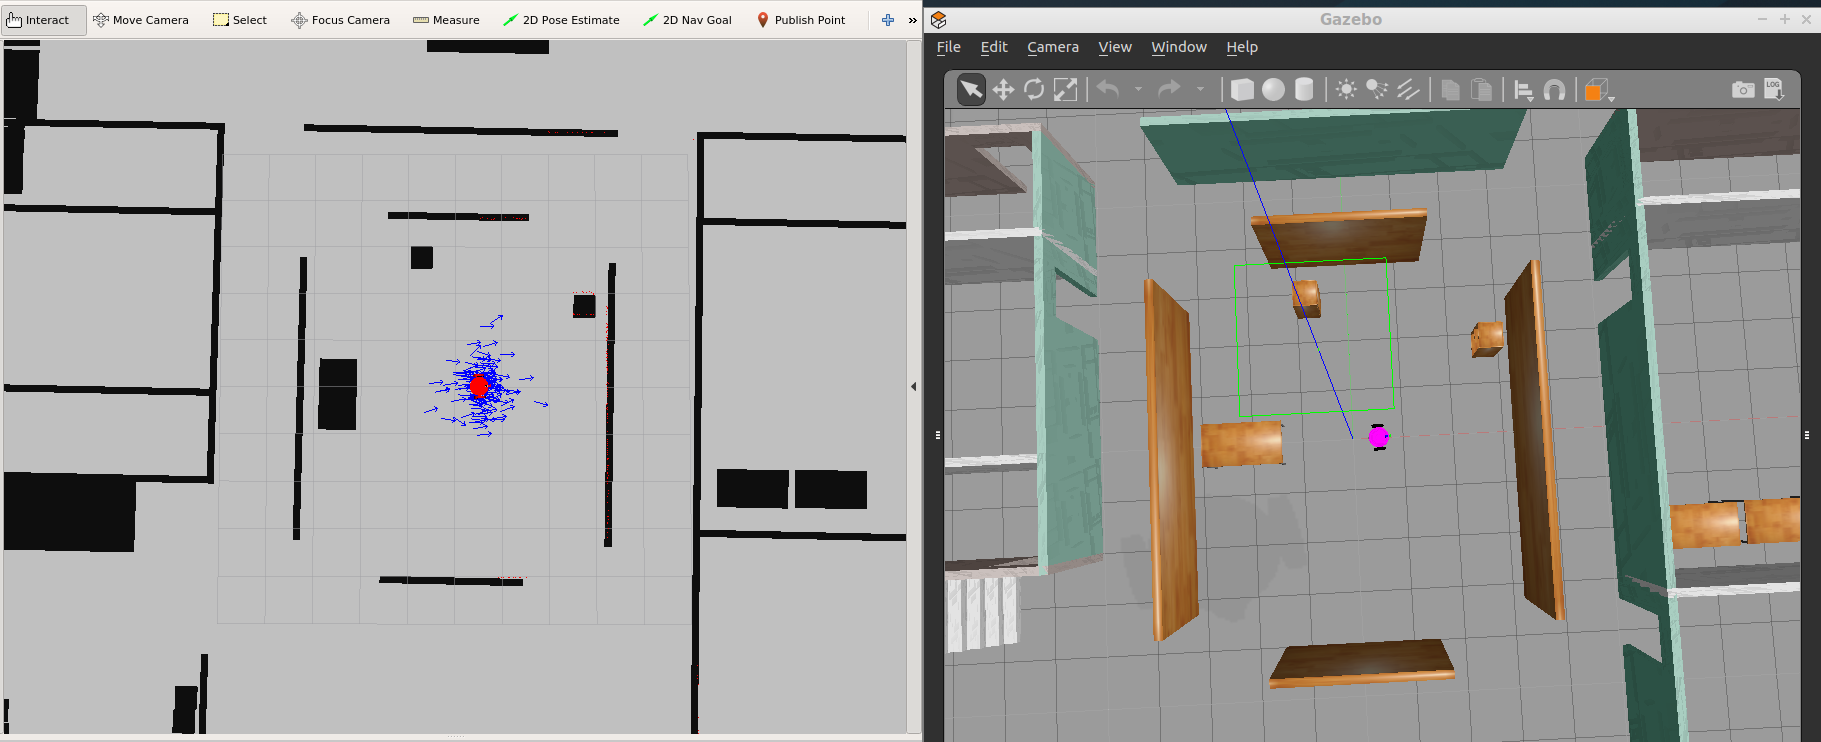 Interact Move Camera Select Focus Camera Measure 2D Pose Estimate 2D Nav Goal Publish Point »
Gazebo
File Edit Camera View Window Help
LOG